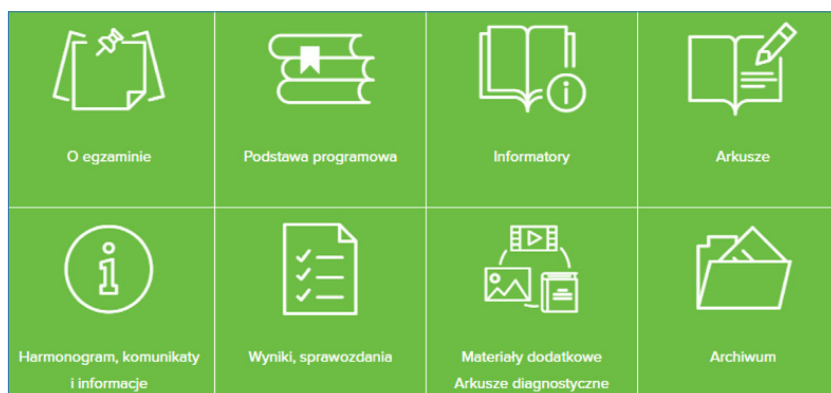 O egzaminie
Podstawa programowa
Informatory
Arkusze
Harmonogram, komunikaty
i informacje
Wyniki, sprawozdania
Materiały dodatkowe
Arkusze diagnostyczne
Archiwum